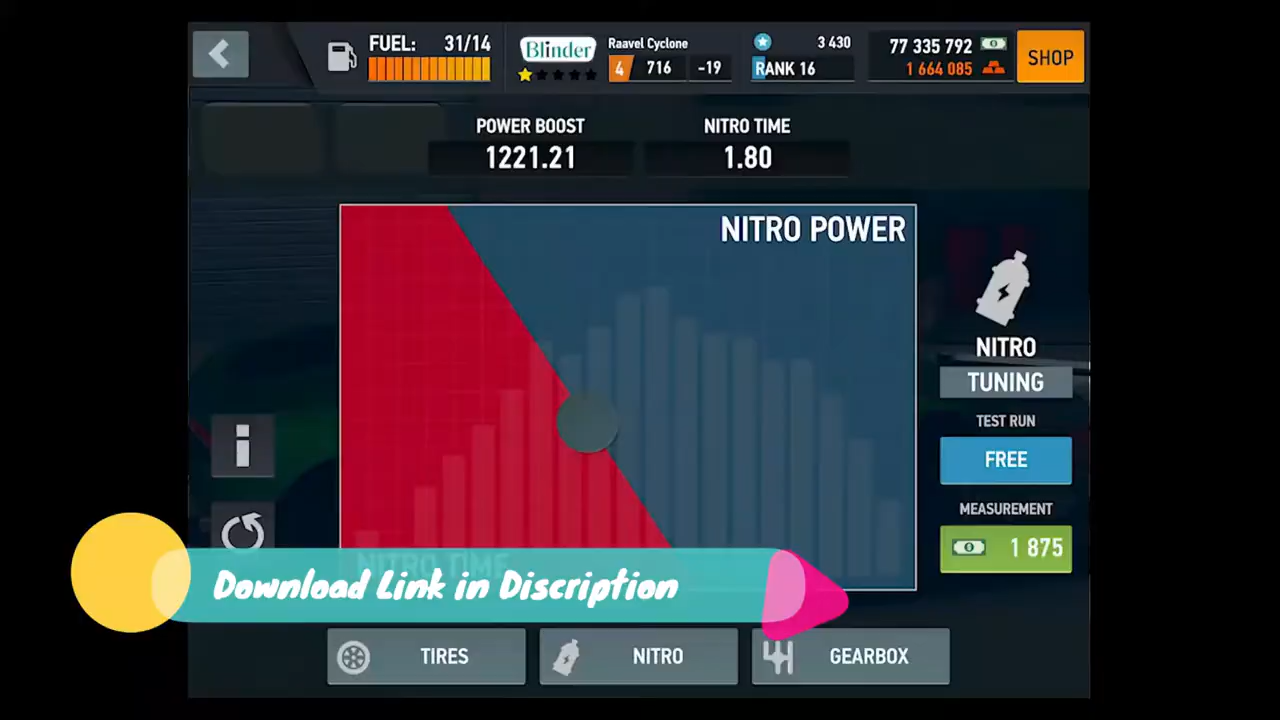 FUEL: 31/14
Blinder
Raavel Cyclone
4 716 -19
3 430
RANK 16
77 335 792
1 664 085
SHOP
POWER BOOST
1221.21
NITRO TIME
1.80
NITRO POWER
NITRO
TUNING
TEST RUN
FREE
MEASUREMENT
1 875
NITRO TIME
Download Link in Discription
TIRES
NITRO
GEARBOX